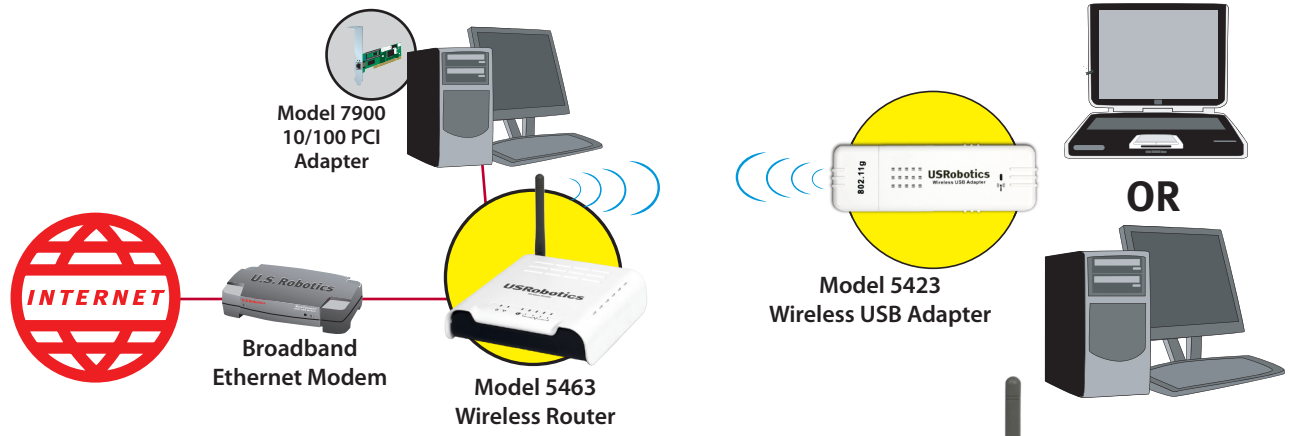 Model 7900
10/100 PCI
Adapter
INTERNET
U.S. Robotics
Broadband
Ethernet Modem
USRobotics
Model 5463
Wireless Router
802.11g
USRobotics
Wireless USB Adapter
Model 5423
Wireless USB Adapter
OR